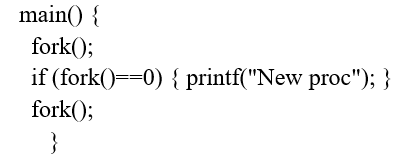 main() {
fork();
if (fork()==0) { printf("New proc"); }
fork();
}